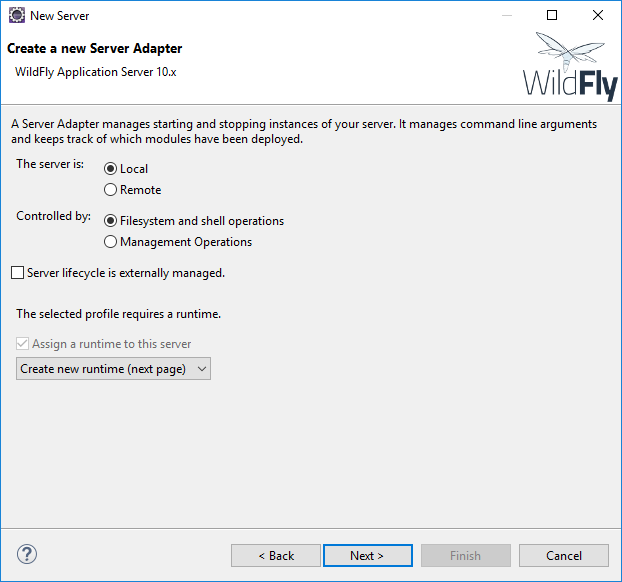 New Server
Create a new Server Adapter
WildFly Application Server 10.x
WildFly
A Server Adapter manages starting and stopping instances of your server. It manages command line arguments
and keeps track of which modules have been deployed.
The server is:
Local
Remote
Controlled by:
Filesystem and shell operations
Management Operations
Server lifecycle is externally managed.
The selected profile requires a runtime.
Assign a runtime to this server
Create new runtime (next page)
?
< Back
Next >
Finish
Cancel